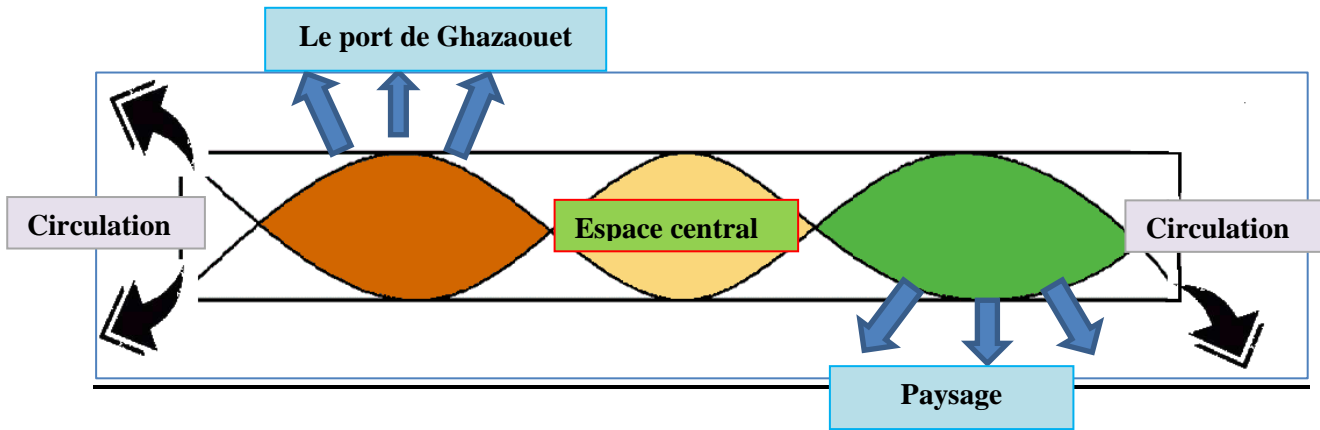 Le port de Ghazaouet
Circulation
Espace central
Circulation
Paysage